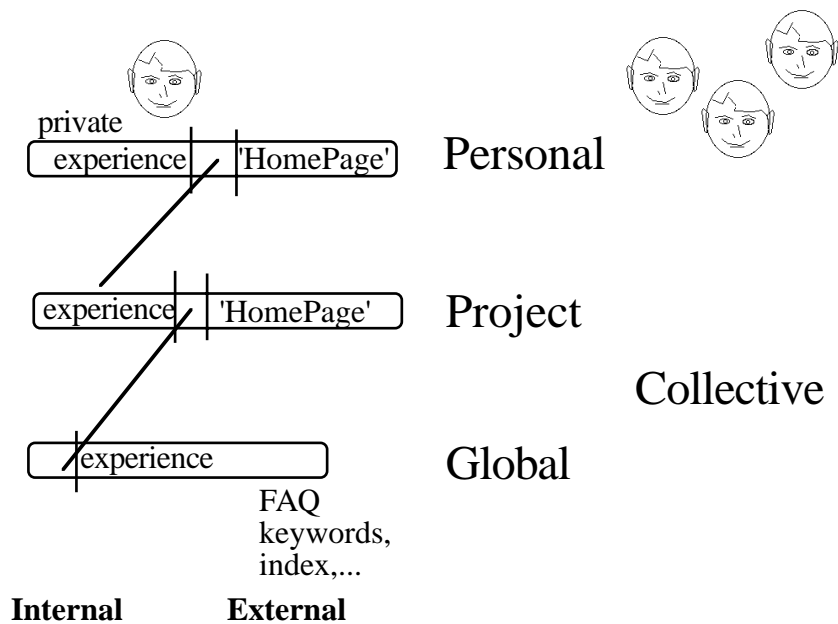 private
experience 'HomePage' Personal
experience 'HomePage' Project
Collective
experience Global
FAQ
keywords,
index,...
Internal External